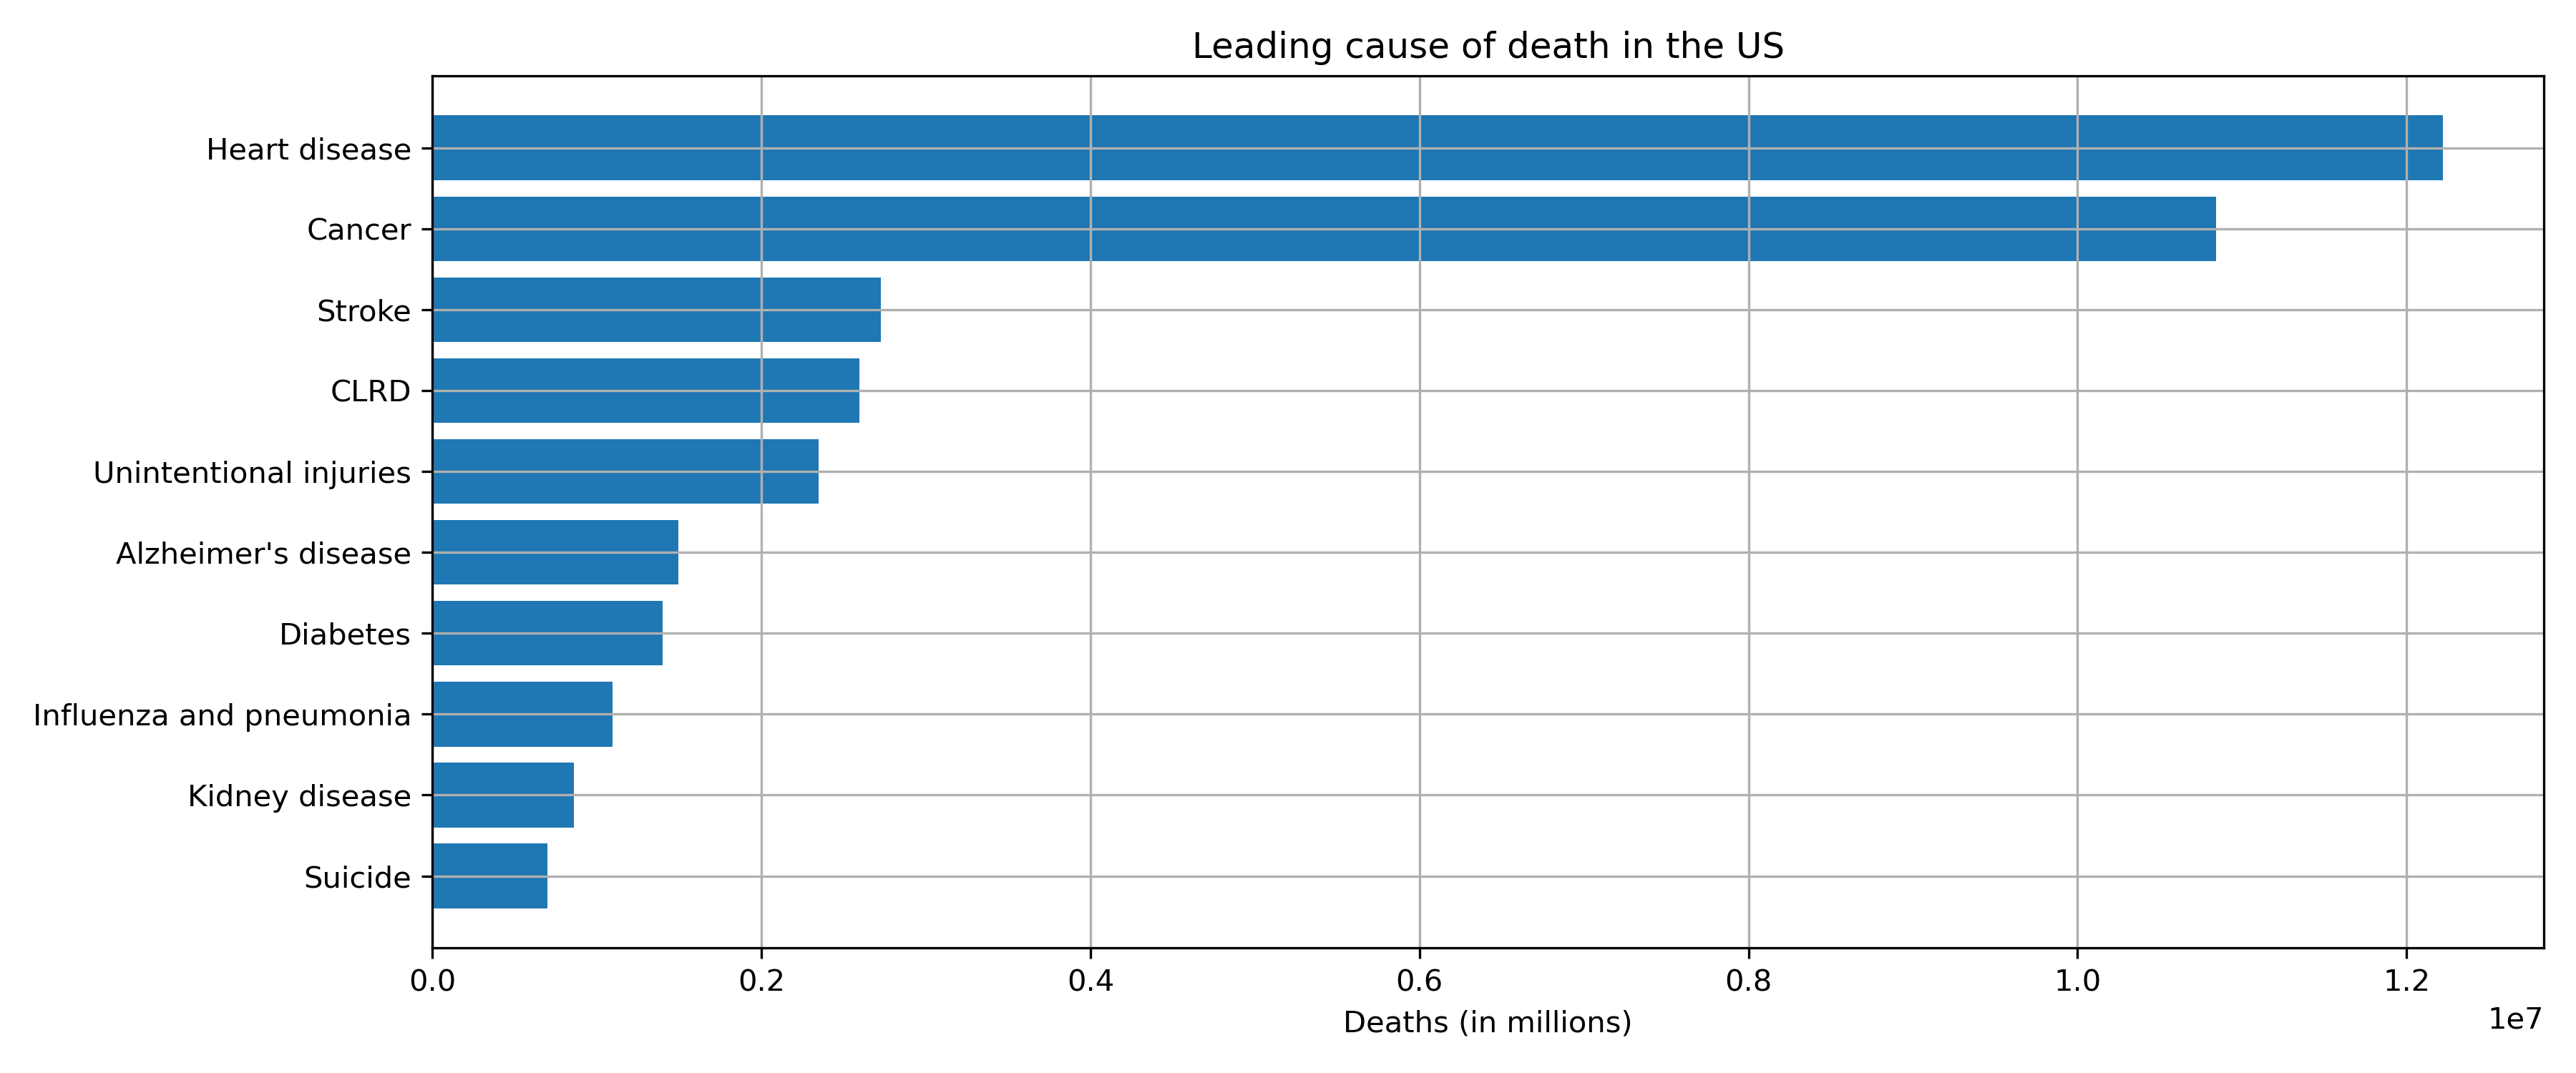 Leading cause of death in the US
Heart disease
Cancer
Stroke
CLRD
Unintentional injuries
Alzheimer's disease
Diabetes
Influenza and pneumonia
Kidney disease
Suicide
0.0 0.2 0.4 0.6 0.8 1.0 1.2
1e7
Deaths (in millions)